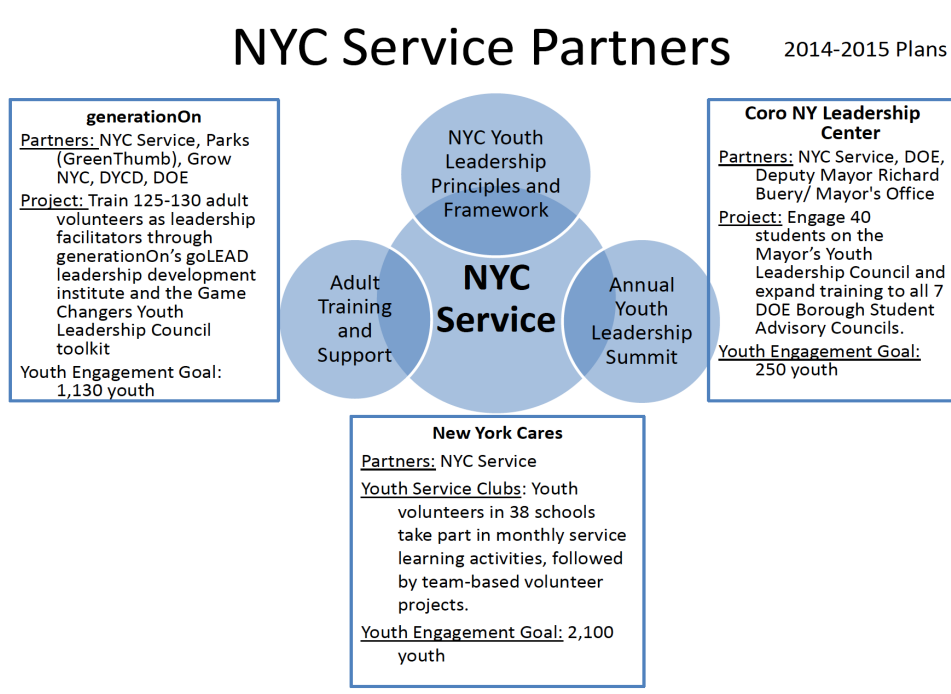 NYC Service Partners
2014-2015 Plans
generationOn
Partners: NYC Service, Parks
(GreenThumb), Grow
NYC, DYCD, DOE
Project: Train 125-130 adult
volunteers as leadership
facilitators through
generationOn’s goLEAD
leadership development
institute and the Game
Changers Youth
Leadership Council
toolkit
Youth Engagement Goal:
1,130 youth
NYC Youth
Leadership
Principles and
Framework
NYC
Service
Adult
Training
and
Support
Annual
Youth
Leadership
Summit
Coro NY Leadership
Center
Partners: NYC Service, DOE,
Deputy Mayor Richard
Buery/ Mayor's Office
Project: Engage 40
students on the
Mayor’s Youth
Leadership Council and
expand training to all 7
DOE Borough Student
Advisory Councils.
Youth Engagement Goal:
250 youth
New York Cares
Partners: NYC Service
Youth Service Clubs: Youth
volunteers in 38 schools
take part in monthly service
learning activities, followed
by team-based volunteer
projects.
Youth Engagement Goal: 2,100
youth